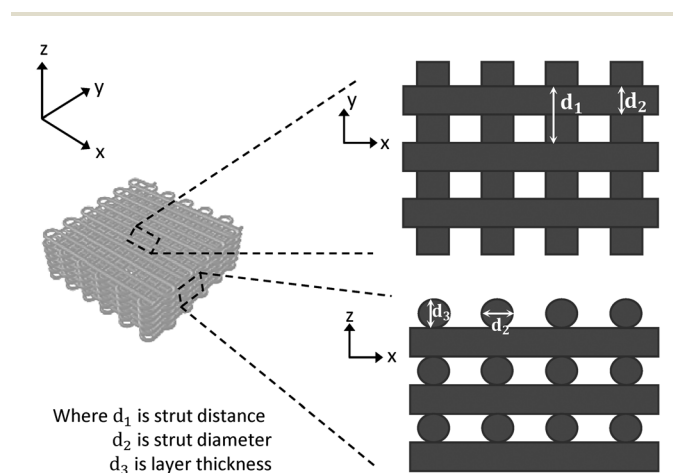 z
y
x
y
x
d₁
d₂
z
x
d₃
d₂
Where d₁ is strut distance
d₂ is strut diameter
d₃ is layer thickness